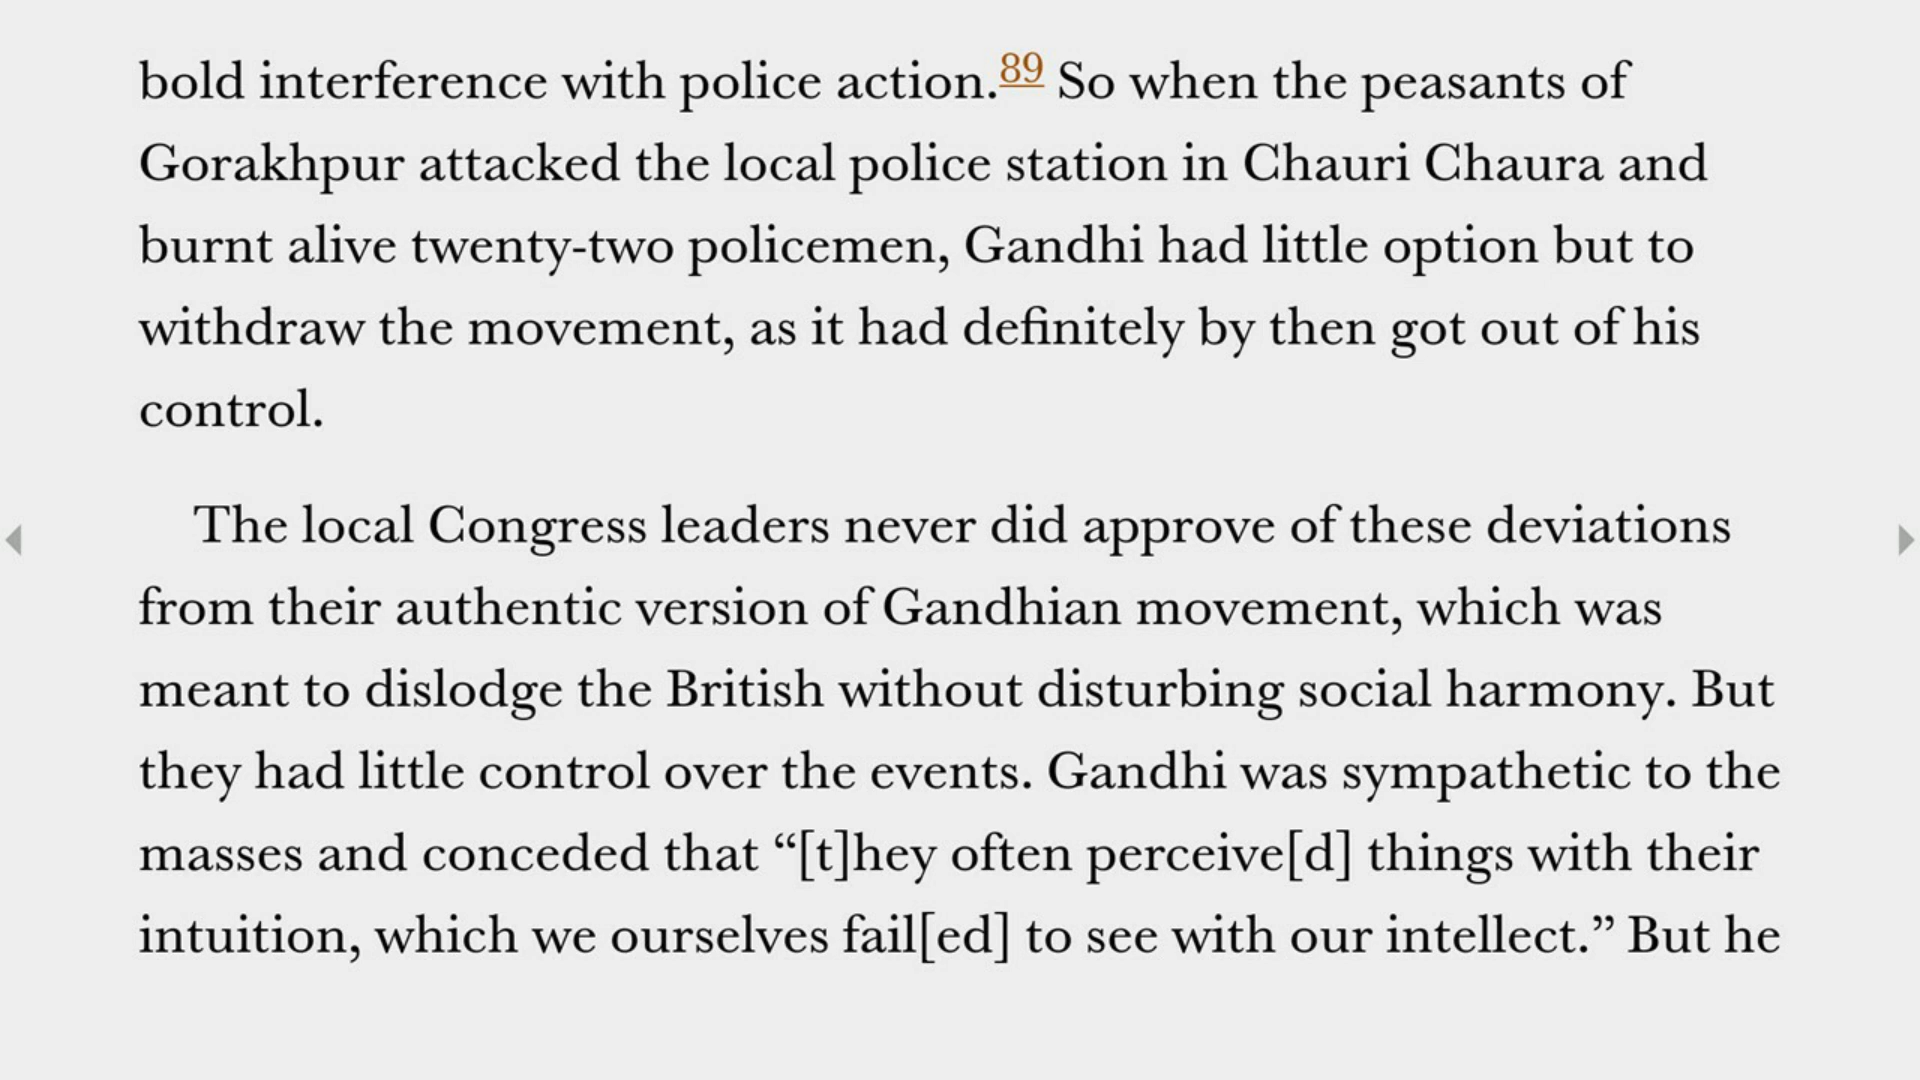 bold interference with police action.89 So when the peasants of
Gorakhpur attacked the local police station in Chauri Chaura and
burnt alive twenty-two policemen, Gandhi had little option but to
withdraw the movement, as it had definitely by then got out of his
control.
The local Congress leaders never did approve of these deviations
from their authentic version of Gandhian movement, which was
meant to dislodge the British without disturbing social harmony. But
they had little control over the events. Gandhi was sympathetic to the
masses and conceded that “[t]hey often perceive[d] things with their
intuition, which we ourselves fail[ed] to see with our intellect.” But he